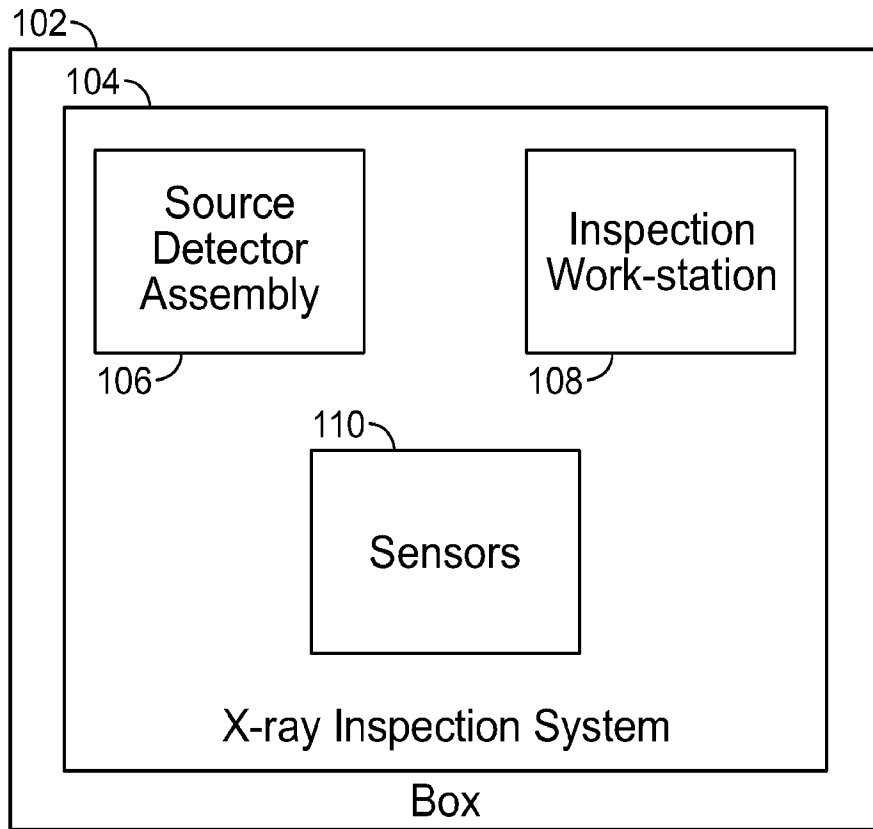 102
104
Source
Detector
Assembly
106
Inspection
Work-station
108
110
Sensors
X-ray Inspection System
Box